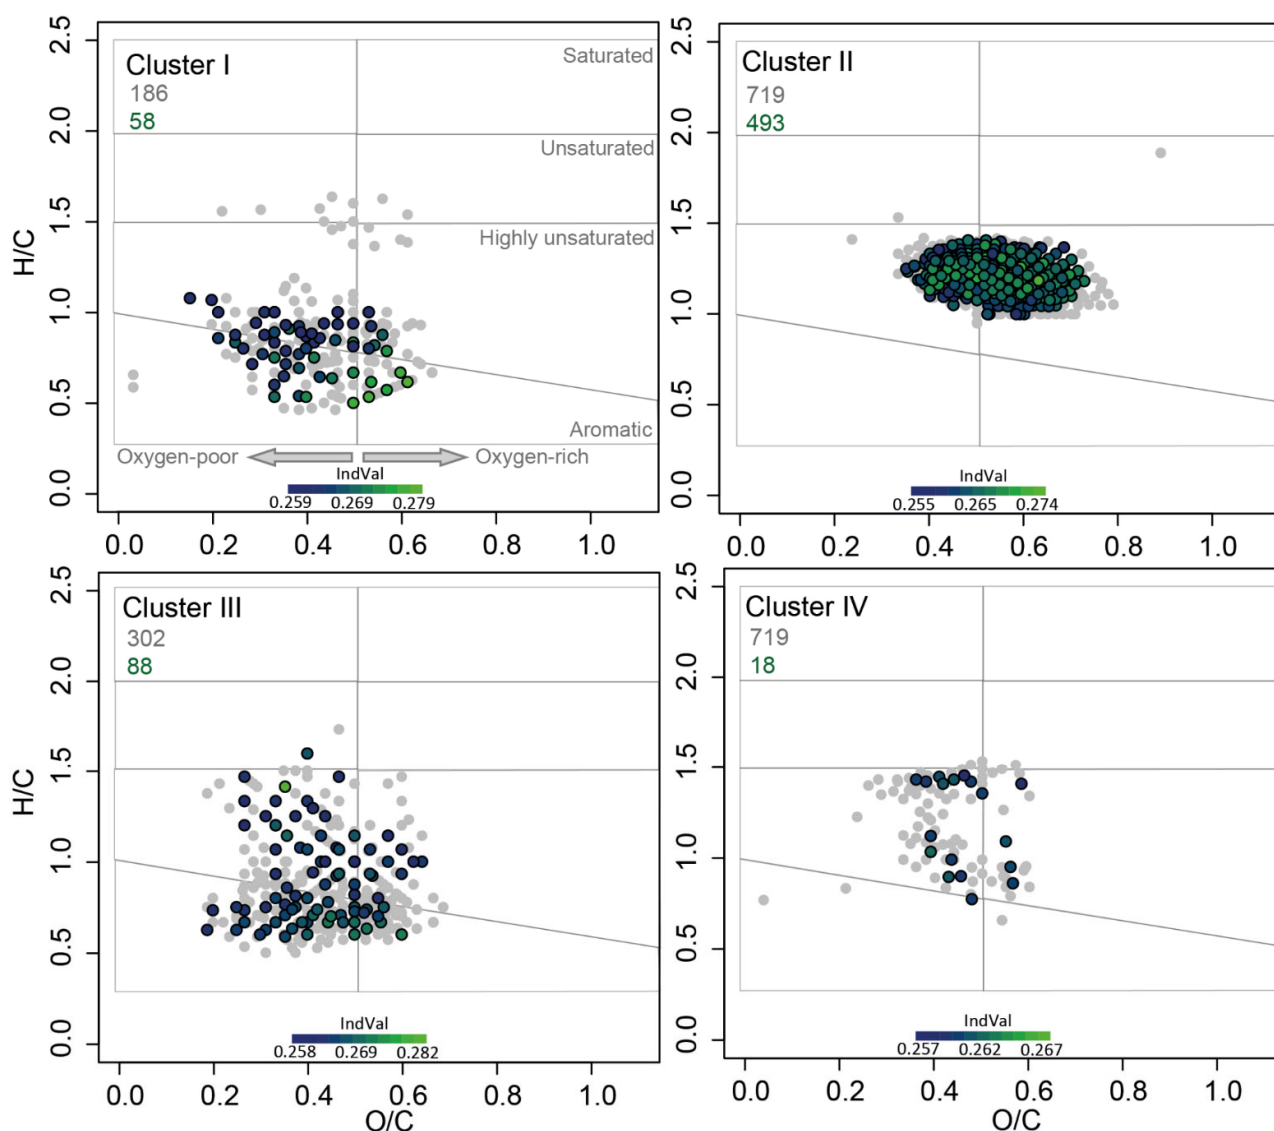 Cluster I
186
58
Saturated
Unsaturated
Highly unsaturated
Aromatic
Oxygen-poor
Oxygen-rich
IndVal
0.259 0.269 0.279
H/C
2.5
2.0
1.5
1.0
0.5
0.0
0.0 0.2 0.4 0.6 0.8 1.0
Cluster II
719
493
IndVal
0.255 0.265 0.274
2.5
2.0
1.5
1.0
0.5
0.0
0.0 0.2 0.4 0.6 0.8 1.0
Cluster III
302
88
IndVal
0.258 0.269 0.282
H/C
2.5
2.0
1.5
1.0
0.5
0.0
0.0 0.2 0.4 0.6 0.8 1.0
O/C
Cluster IV
719
18
IndVal
0.257 0.262 0.267
2.5
2.0
1.5
1.0
0.5
0.0
0.0 0.2 0.4 0.6 0.8 1.0
O/C